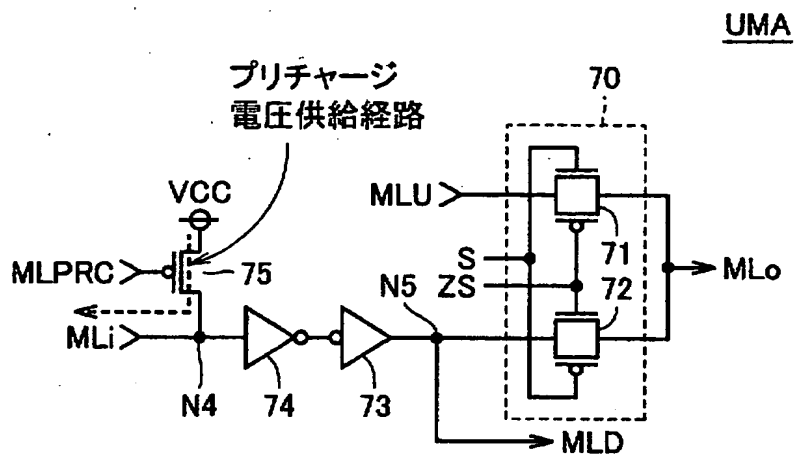 UMA
プリチャージ
電圧供給経路
70
VCC
MLU
71
MLPRC
75
S
ZS
MLo
N5
72
MLi
N4
74
73
MLD